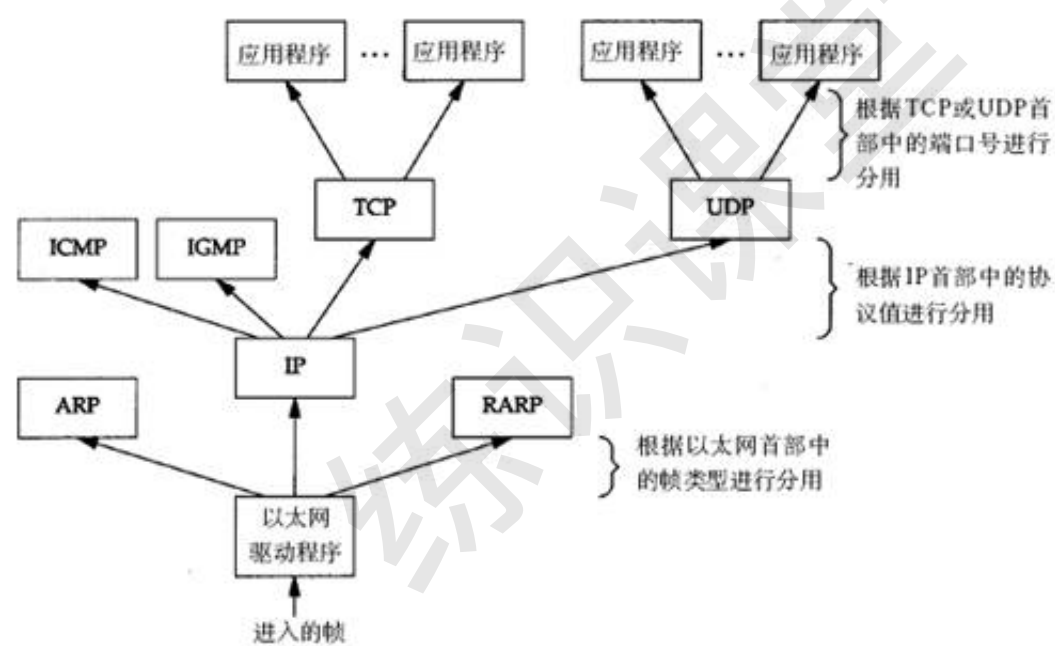 应用程序 … 应用程序
应用程序 … 应用程序
根据TCP或UDP首
部中的端口号进行
分用
TCP
UDP
ICMP
IGMP
根据IP首部中的协
议值进行分用
IP
ARP
RARP
根据以太网首部中
的帧类型进行分用
以太网
驱动程序
进入的帧
练识课堂